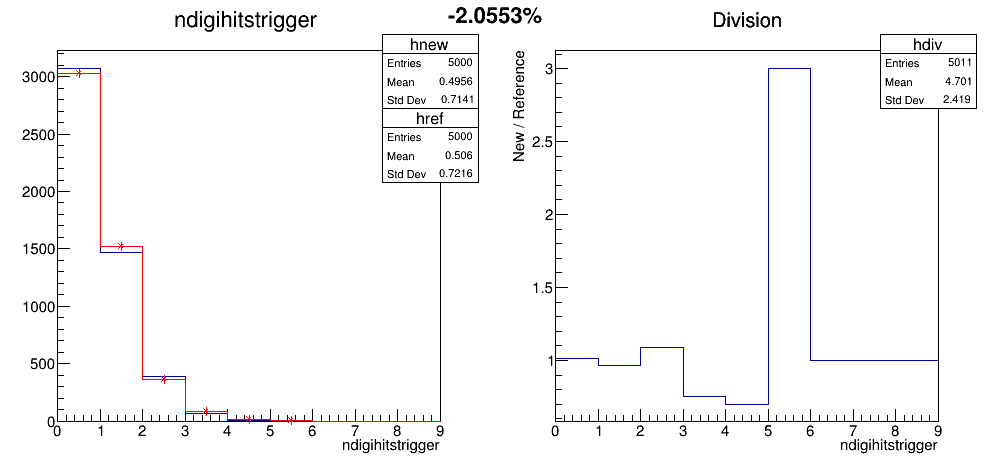 -2.0553%
ndigihitstrigger
hnew
Entries 5000
Mean 0.4956
Std Dev 0.7141
href
Entries 5000
Mean 0.506
Std Dev 0.7216
3000
2500
2000
1500
1000
500
0
0 1 2 3 4 5 6 7 8 9
ndigihitstrigger
Division
hdiv
Entries 5011
Mean 4.701
Std Dev 2.419
New / Reference
3
2.5
2
1.5
1
0 1 2 3 4 5 6 7 8 9
ndigihitstrigger